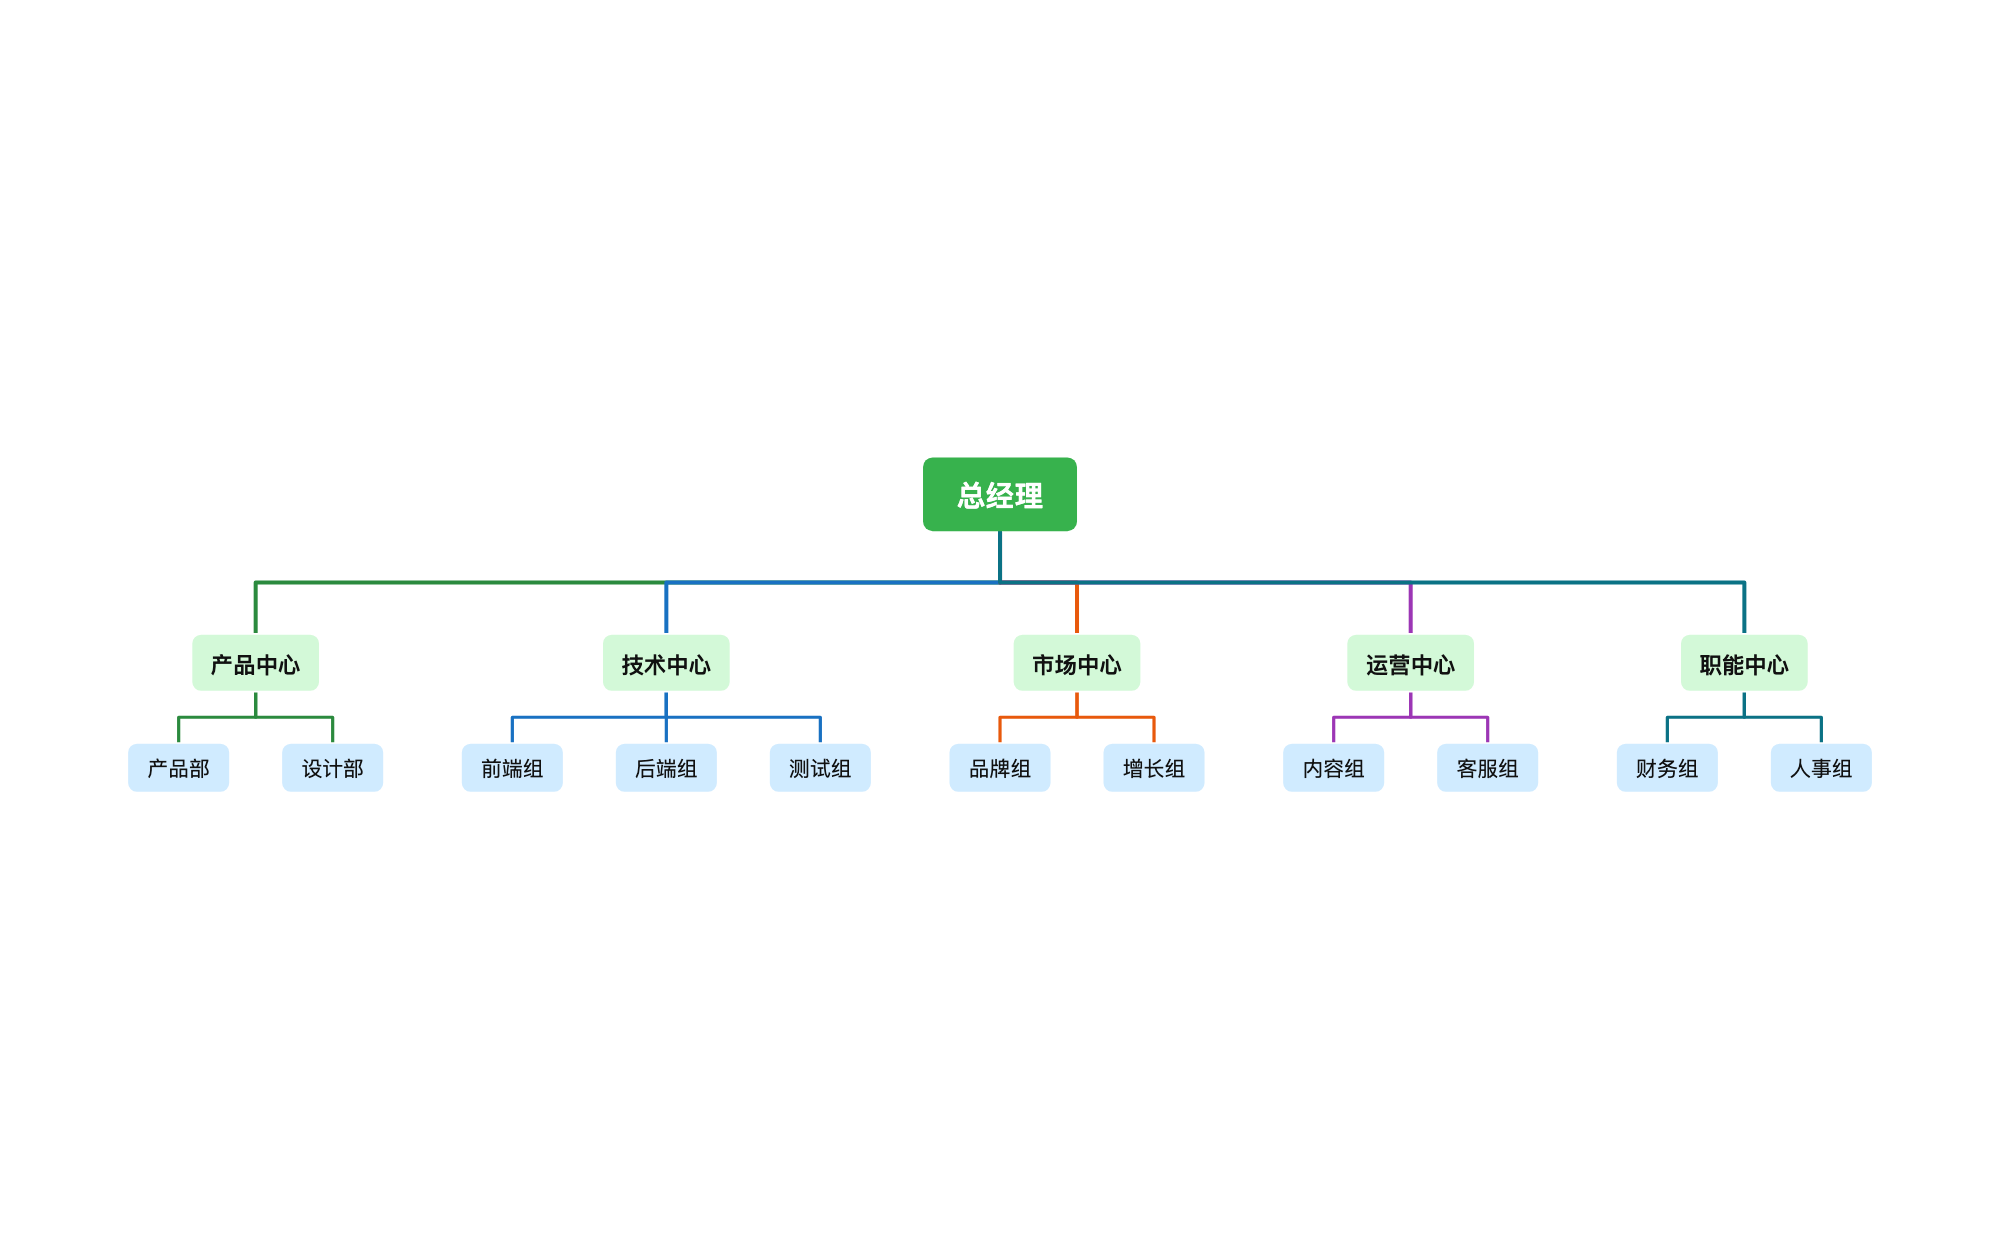 总经理
产品中心
技术中心
市场中心
运营中心
职能中心
产品部
设计部
前端组
后端组
测试组
品牌组
增长组
内容组
客服组
财务组
人事组